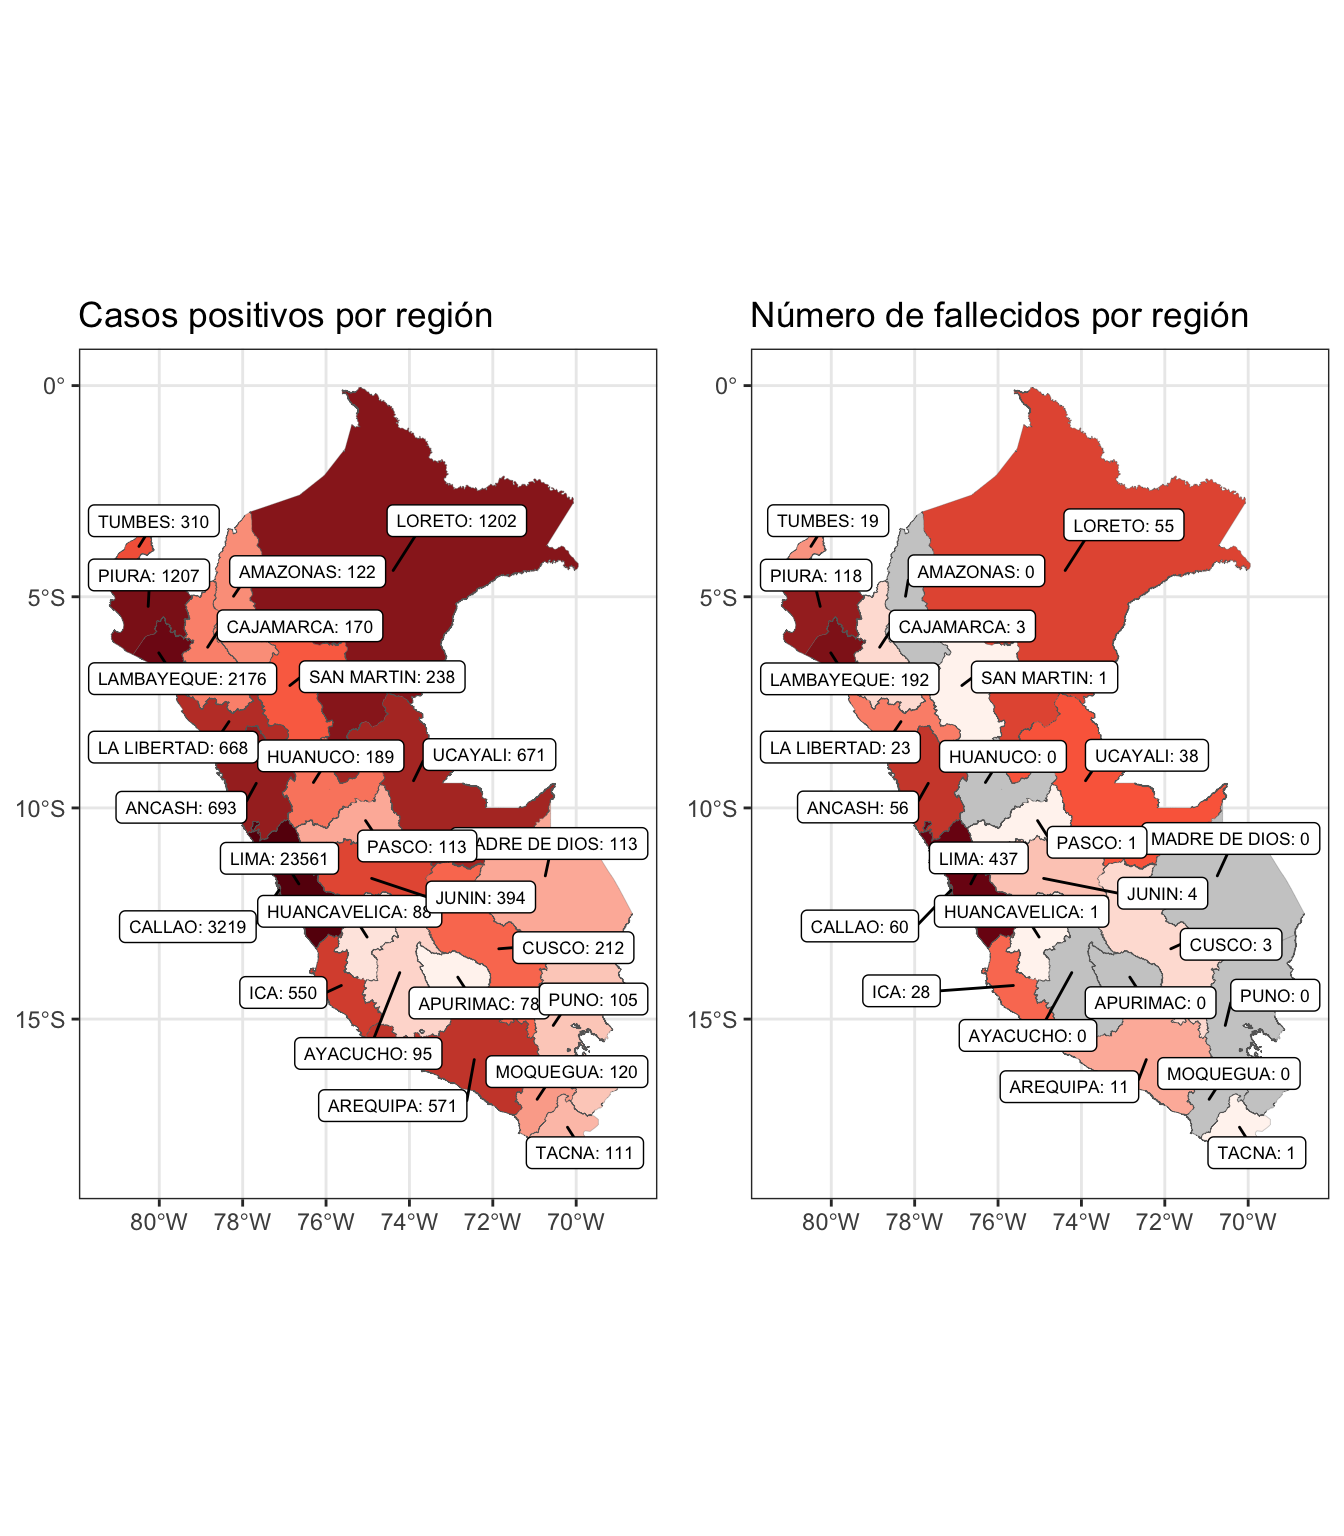 Casos positivos por región
0°
5°S
10°S
15°S
TUMBES: 310
LORETO: 1202
PIURA: 1207
AMAZONAS: 122
CAJAMARCA: 170
LAMBAYEQUE: 2176
SAN MARTIN: 238
LA LIBERTAD: 668
HUANUCO: 189
UCAYALI: 671
ANCASH: 693
PASCO: 113
ADRE DE DIOS: 113
LIMA: 23561
JUNIN: 394
HUANCAVELICA: 88
CALLAO: 3219
CUSCO: 212
ICA: 550
APURIMAC: 78
PUNO: 105
AYACUCHO: 95
MOQUEGUA: 120
AREQUIPA: 571
TACNA: 111
80°W 78°W 76°W 74°W 72°W 70°W
Número de fallecidos por región
0°
5°S
10°S
15°S
TUMBES: 19
LORETO: 55
PIURA: 118
AMAZONAS: 0
CAJAMARCA: 3
LAMBAYEQUE: 192
SAN MARTIN: 1
LA LIBERTAD: 23
HUANUCO: 0
UCAYALI: 38
ANCASH: 56
PASCO: 1
MADRE DE DIOS: 0
LIMA: 437
JUNIN: 4
HUANCAVELICA: 1
CALLAO: 60
CUSCO: 3
ICA: 28
APURIMAC: 0
PUNO: 0
AYACUCHO: 0
MOQUEGUA: 0
AREQUIPA: 11
TACNA: 1
80°W 78°W 76°W 74°W 72°W 70°W